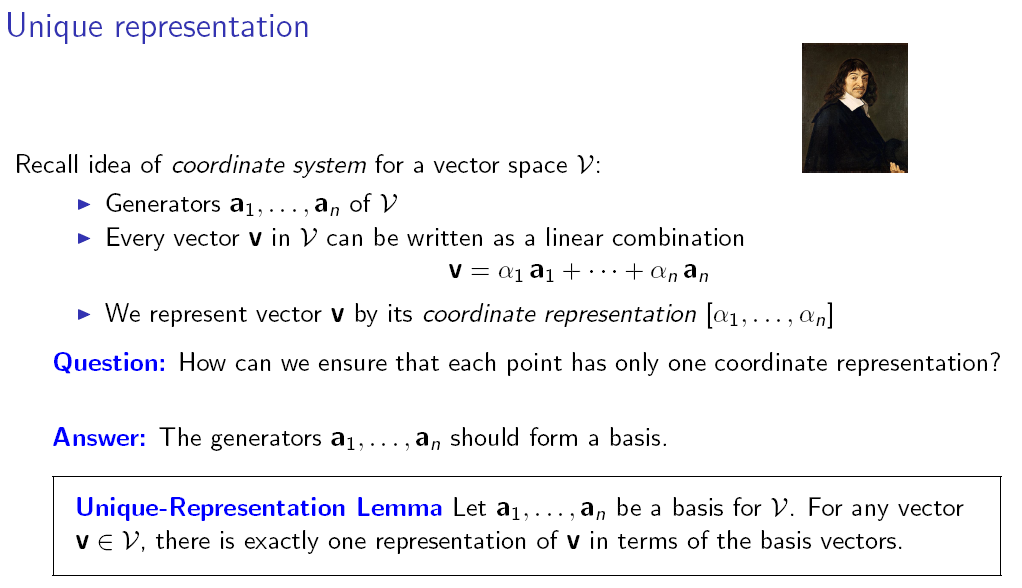 Unique representation
Recall idea of coordinate system for a vector space 𝒱:
▶ Generators a₁, . . . , aₙ of 𝒱
▶ Every vector v in 𝒱 can be written as a linear combination
v = α₁ a₁ + · · · + αₙ aₙ
▶ We represent vector v by its coordinate representation [α₁, . . . , αₙ]
Question: How can we ensure that each point has only one coordinate representation?
Answer: The generators a₁, . . . , aₙ should form a basis.
Unique-Representation Lemma Let a₁, . . . , aₙ be a basis for 𝒱. For any vector
v ∈ 𝒱, there is exactly one representation of v in terms of the basis vectors.